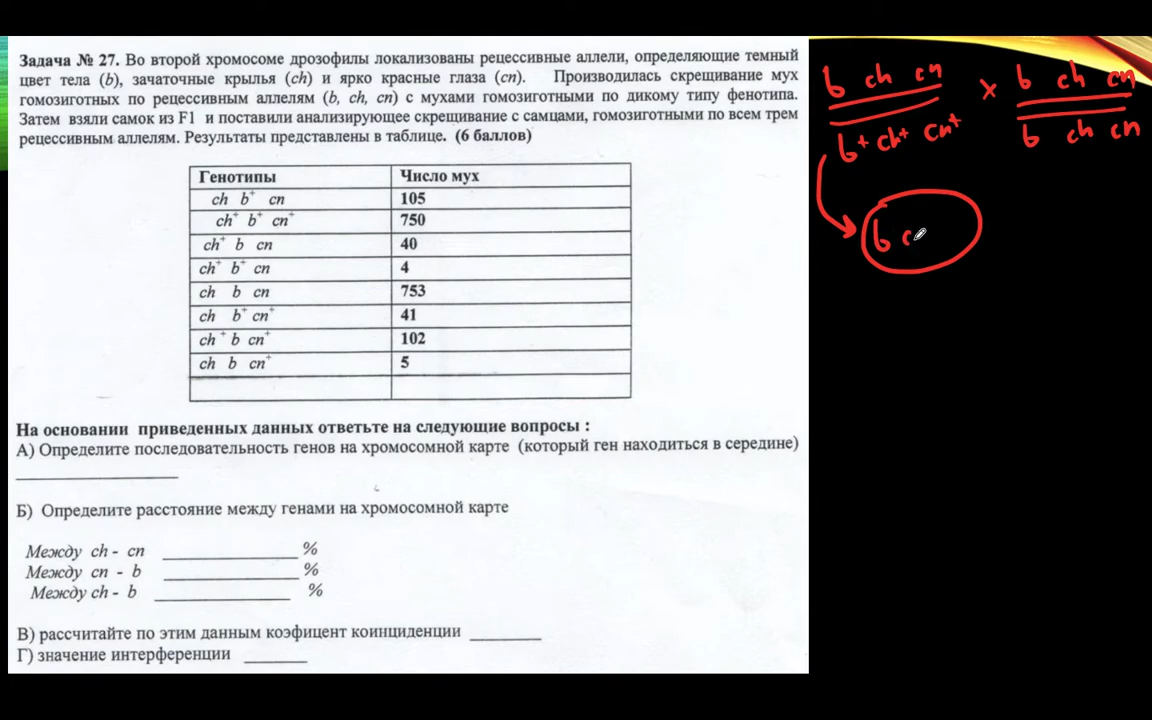 Задача № 27. Во второй хромосоме дрозофилы локализованы рецессивные аллели, определяющие темный
цвет тела (b), зачаточные крылья (ch) и ярко красные глаза (cn). Производилась скрещивание мух
гомозиготных по рецессивным аллелям (b, ch, cn) с мухами гомозиготными по дикому типу фенотипа.
Затем взяли самок из F1 и поставили анализирующее скрещивание с самцами, гомозиготными по всем трем
рецессивным аллелям. Результаты представлены в таблице. (6 баллов)
Генотипы Число мух
ch b⁺ cn 105
ch⁺ b⁺ cn⁺ 750
ch⁺ b cn 40
ch⁺ b⁺ cn 4
ch b cn 753
ch b⁺ cn⁺ 41
ch⁺ b cn⁺ 102
ch b cn⁺ 5
На основании приведенных данных ответьте на следующие вопросы :
А) Определите последовательность генов на хромосомной карте (который ген находиться в середине)
Б) Определите расстояние между генами на хромосомной карте
Между ch - cn %
Между cn - b %
Между ch - b %
В) рассчитайте по этим данным коэфицент коинциденции
Г) значение интерференции
b ch cn × b ch cn
b⁺ ch⁺ cn⁺ b ch cn
b c